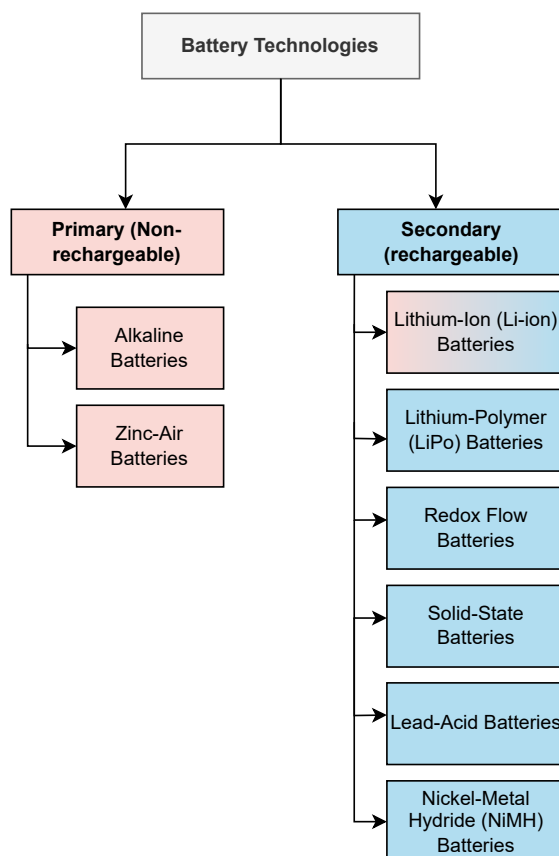 Battery Technologies
Primary (Non-
rechargeable)
Alkaline
Batteries
Zinc-Air
Batteries
Secondary
(rechargeable)
Lithium-Ion (Li-ion)
Batteries
Lithium-Polymer
(LiPo) Batteries
Redox Flow
Batteries
Solid-State
Batteries
Lead-Acid Batteries
Nickel-Metal
Hydride (NiMH)
Batteries